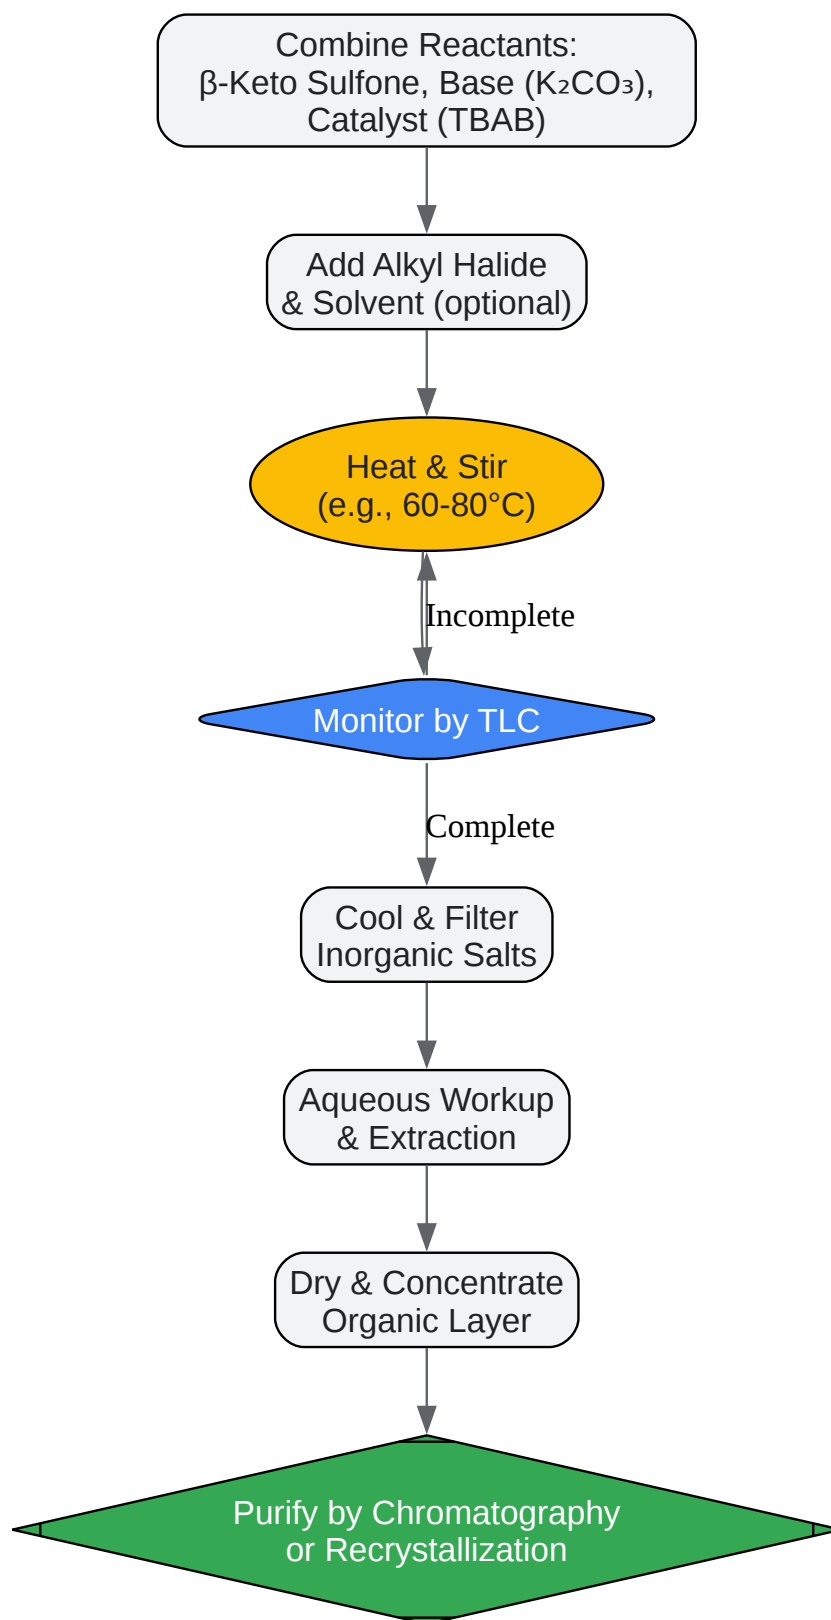 Combine Reactants:
β-Keto Sulfone, Base (K₂CO₃),
Catalyst (TBAB)
Add Alkyl Halide
& Solvent (optional)
Heat & Stir
(e.g., 60-80°C)
Incomplete
Monitor by TLC
Complete
Cool & Filter
Inorganic Salts
Aqueous Workup
& Extraction
Dry & Concentrate
Organic Layer
Purify by Chromatography
or Recrystallization